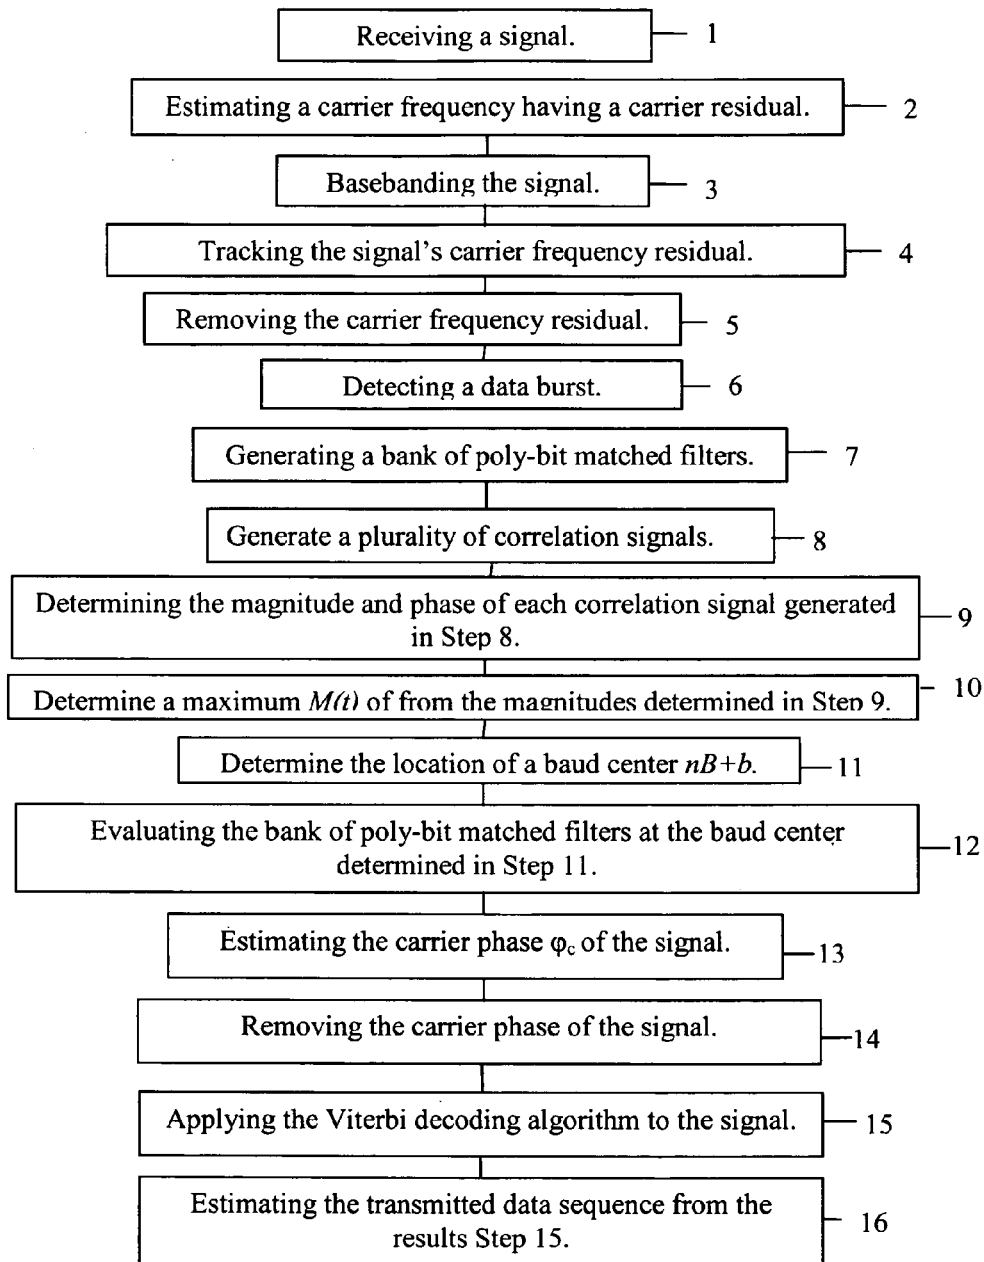 Receiving a signal. 1
Estimating a carrier frequency having a carrier residual. 2
Basebanding the signal. 3
Tracking the signal's carrier frequency residual. 4
Removing the carrier frequency residual. 5
Detecting a data burst. 6
Generating a bank of poly-bit matched filters. 7
Generate a plurality of correlation signals. 8
Determining the magnitude and phase of each correlation signal generated
in Step 8. 9
Determine a maximum M(t) of from the magnitudes determined in Step 9. 10
Determine the location of a baud center nB+b. 11
Evaluating the bank of poly-bit matched filters at the baud center
determined in Step 11. 12
Estimating the carrier phase φc of the signal. 13
Removing the carrier phase of the signal. 14
Applying the Viterbi decoding algorithm to the signal. 15
Estimating the transmitted data sequence from the
results Step 15. 16